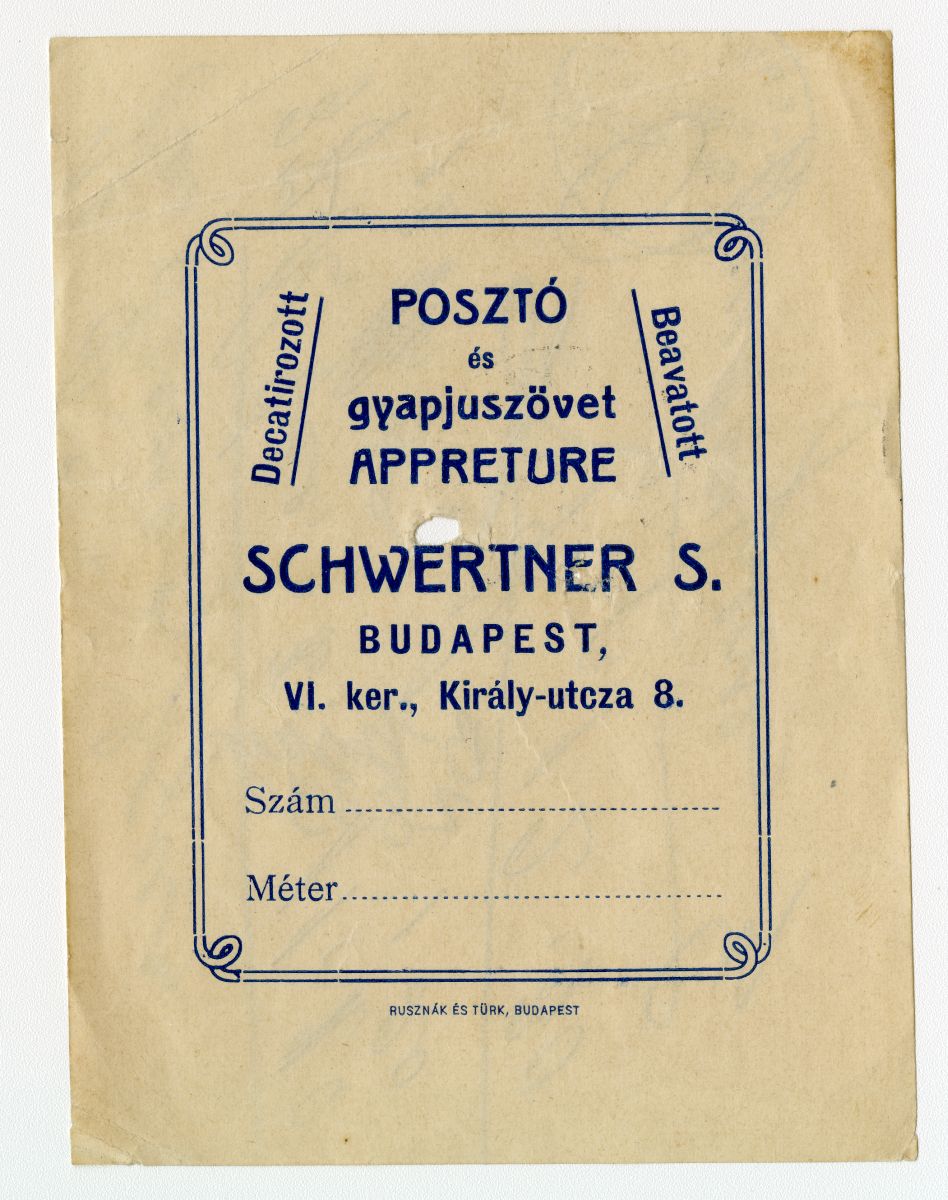 Decatirozott
POSZTÓ
és
gyapjuszövet
APPRETURE
Beavatott
SCHWERTNER S.
BUDAPEST,
VI. ker., Király-utcza 8.
Szám
Méter
RUSZNÁK ÉS TÜRK, BUDAPEST